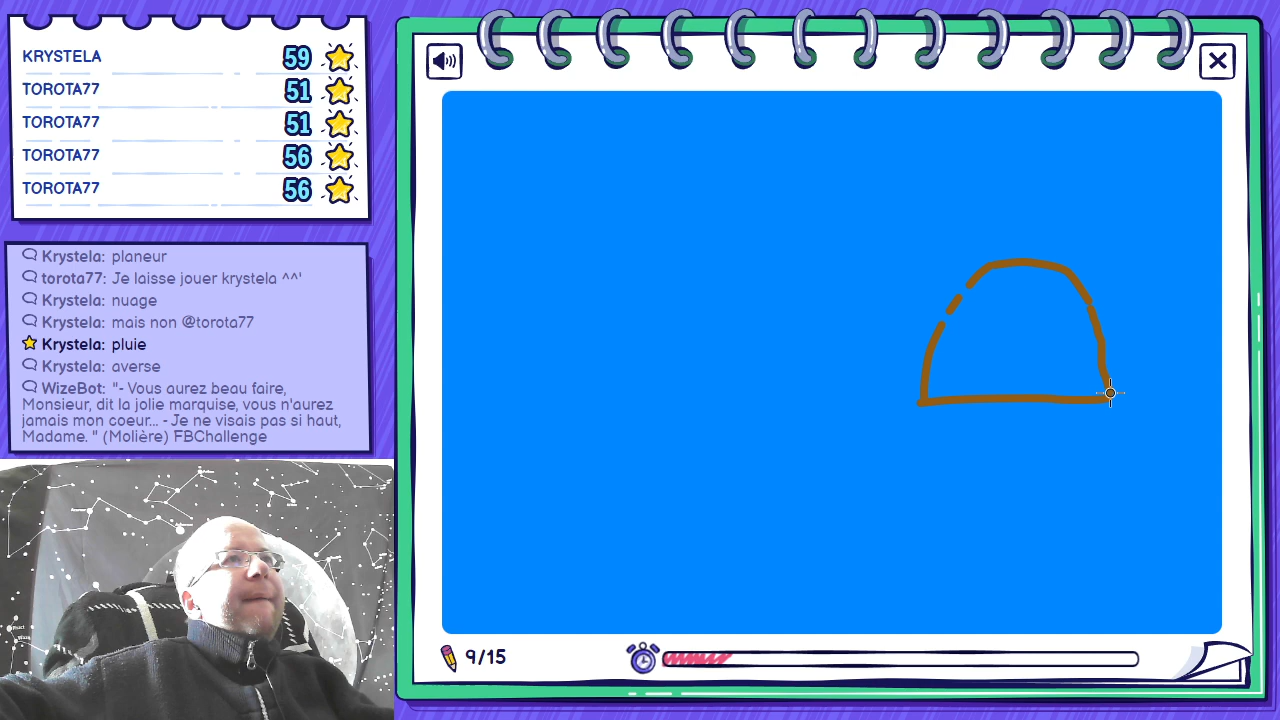 KRYSTELA 59
TOROTA77 51
TOROTA77 51
TOROTA77 56
TOROTA77 56
Krystela: planeur
torota77: Je laisse jouer krystela ^^'
Krystela: nuage
Krystela: mais non @torota77
Krystela: pluie
Krystela: averse
WizeBot: "- Vous aurez beau faire,
Monsieur, dit la jolie marquise, vous n'aurez
jamais mon coeur... - Je ne visais pas si haut,
Madame. " (Molière) FBChallenge
9/15